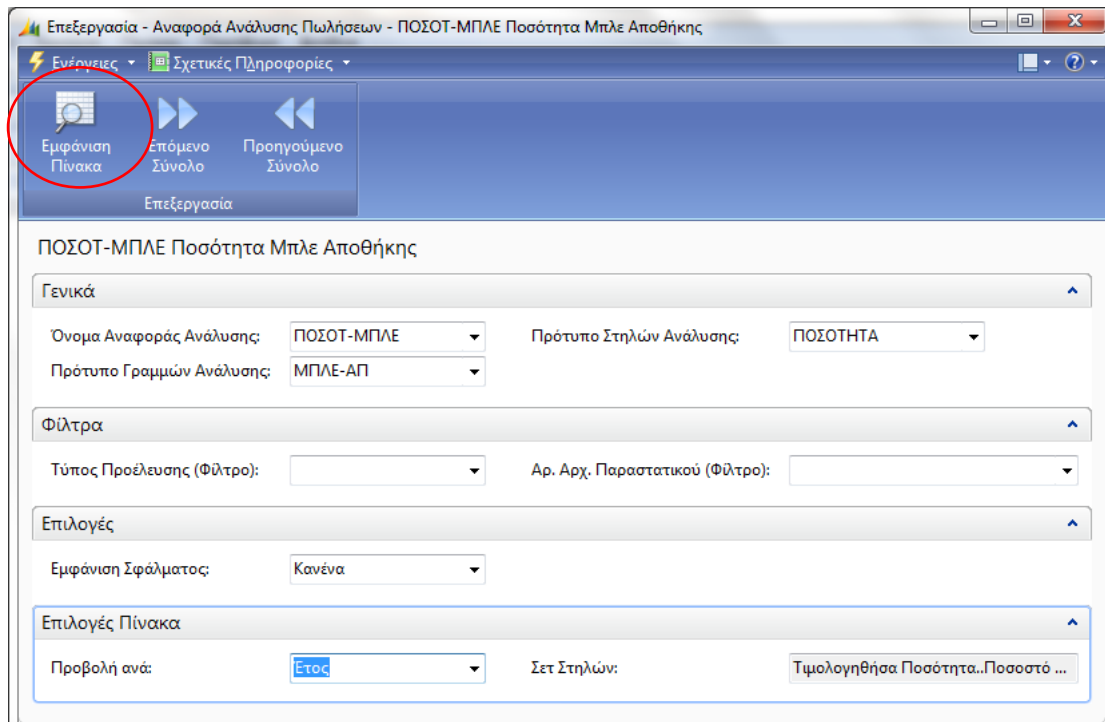 Επεξεργασία - Αναφορά Ανάλυσης Πωλήσεων - ΠΟΣΟΤ-ΜΠΛΕ Ποσότητα Μπλε Αποθήκης
Ενέργειες Σχετικές Πληροφορίες
Εμφάνιση Πίνακα
Επόμενο Σύνολο
Προηγούμενο Σύνολο
Επεξεργασία
ΠΟΣΟΤ-ΜΠΛΕ Ποσότητα Μπλε Αποθήκης
Γενικά
Όνομα Αναφοράς Ανάλυσης: ΠΟΣΟΤ-ΜΠΛΕ Πρότυπο Στηλών Ανάλυσης: ΠΟΣΟΤΗΤΑ
Πρότυπο Γραμμών Ανάλυσης: ΜΠΛΕ-ΑΠ
Φίλτρα
Τύπος Προέλευσης (Φίλτρο): Αρ. Αρχ. Παραστατικού (Φίλτρο):
Επιλογές
Εμφάνιση Σφάλματος: Κανένα
Επιλογές Πίνακα
Προβολή ανά: Έτος Σετ Στηλών: Τιμολογηθήσα Ποσότητα..Ποσοστό ...